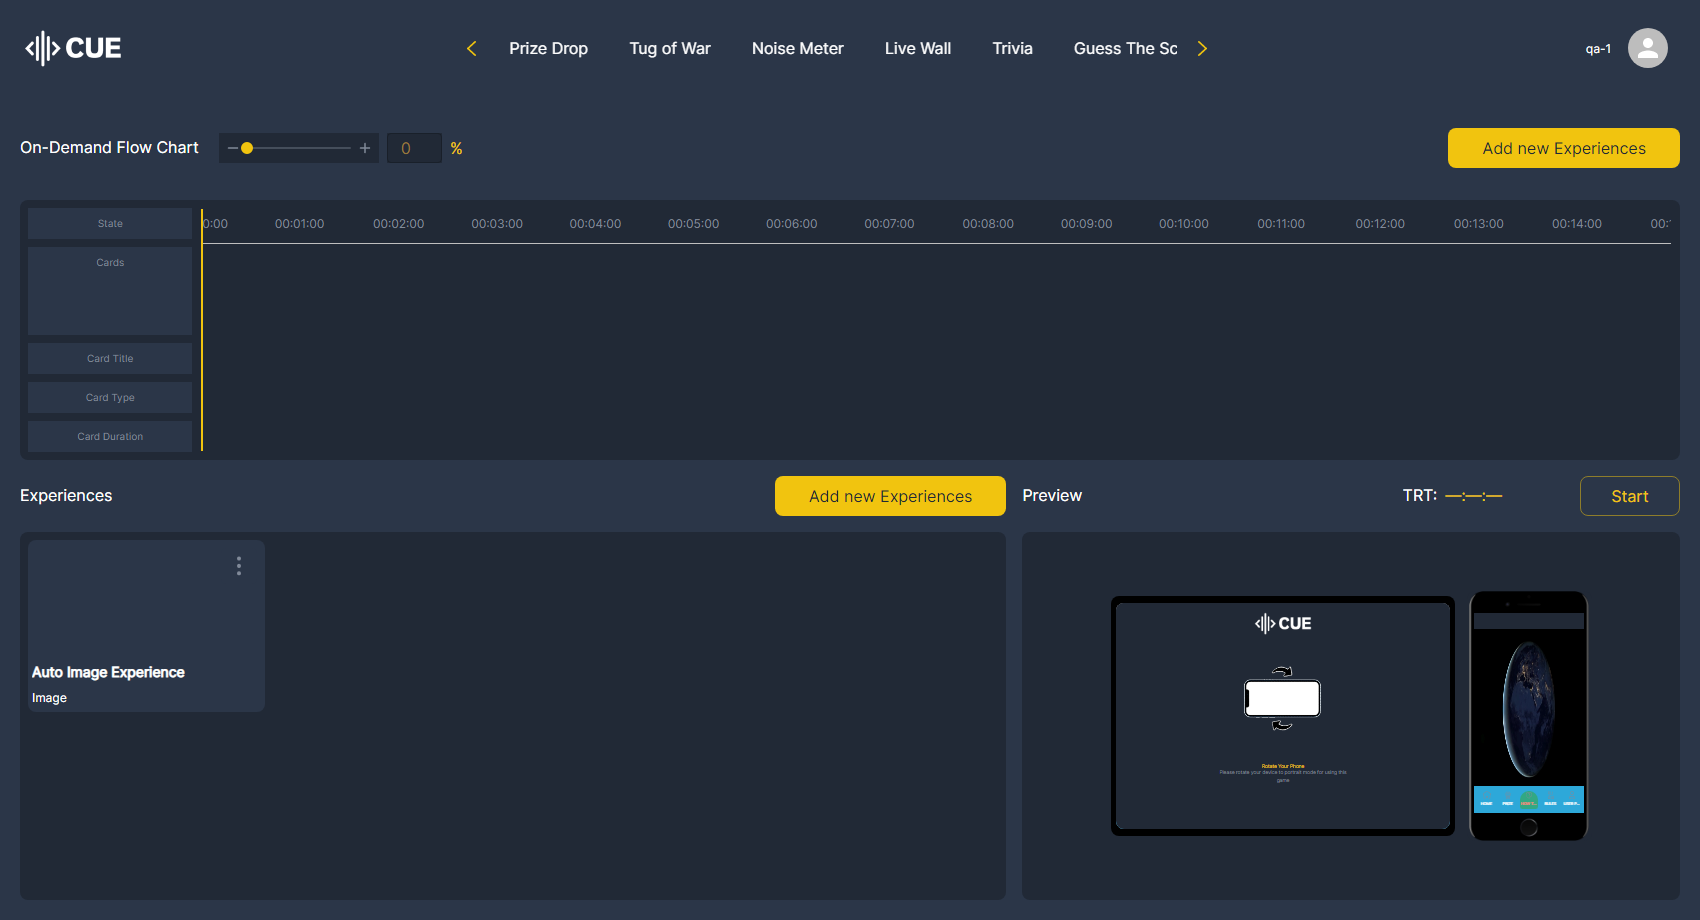 CUE
Prize Drop
Tug of War
Noise Meter
Live Wall
Trivia
Guess The Sc
qa-1
On-Demand Flow Chart
0
%
Add new Experiences
State
0:00
00:01:00
00:02:00
00:03:00
00:04:00
00:05:00
00:06:00
00:07:00
00:08:00
00:09:00
00:10:00
00:11:00
00:12:00
00:13:00
00:14:00
00:
Cards
Card Title
Card Type
Card Duration
Experiences
Add new Experiences
Preview
TRT: —:—:—
Start
Auto Image Experience
Image
CUE
Rotate Your Phone
Please rotate your device to portrait mode for using this
game